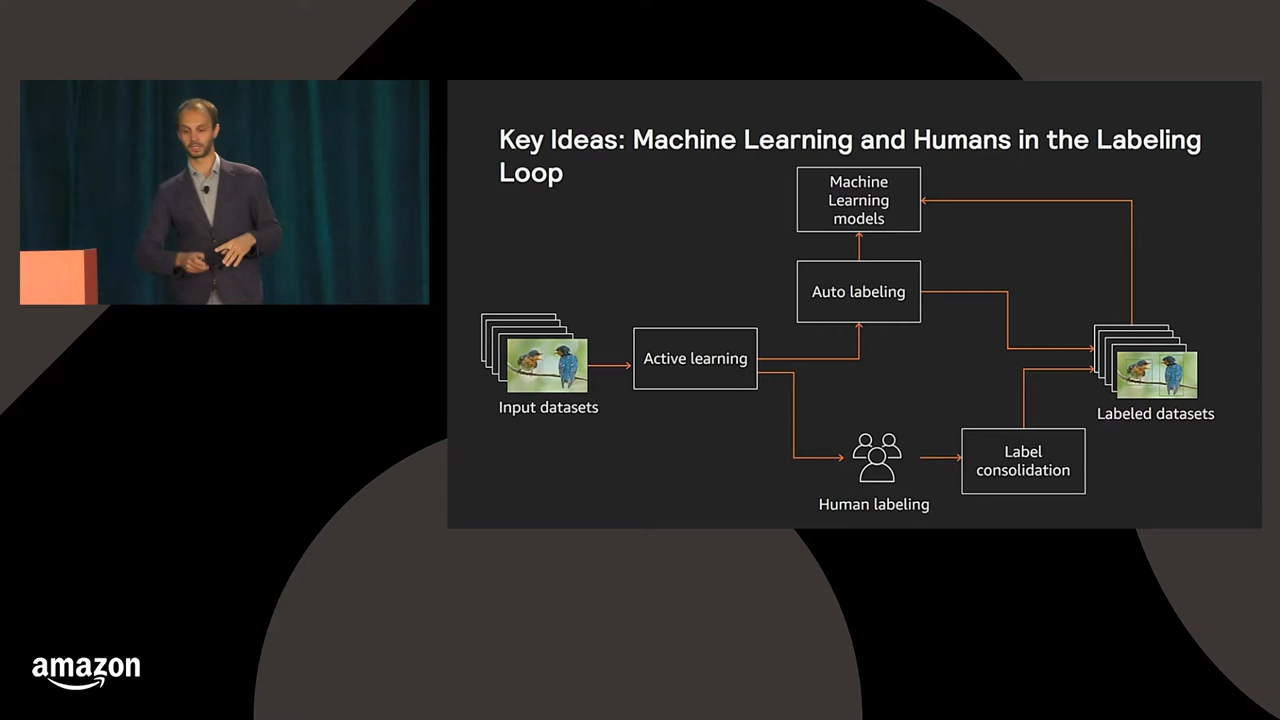 Key Ideas: Machine Learning and Humans in the Labeling
Loop
Machine
Learning
models
Auto labeling
Active learning
Input datasets
Labeled datasets
Label
consolidation
Human labeling
amazon